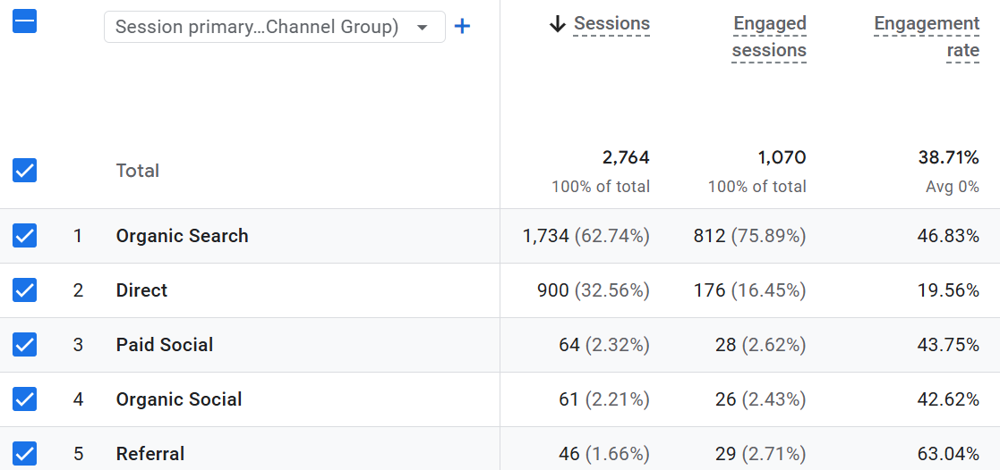 Session primary...Channel Group)
Sessions Engaged sessions Engagement rate
Total 2,764 1,070 38.71%
100% of total 100% of total Avg 0%
1 Organic Search 1,734 (62.74%) 812 (75.89%) 46.83%
2 Direct 900 (32.56%) 176 (16.45%) 19.56%
3 Paid Social 64 (2.32%) 28 (2.62%) 43.75%
4 Organic Social 61 (2.21%) 26 (2.43%) 42.62%
5 Referral 46 (1.66%) 29 (2.71%) 63.04%